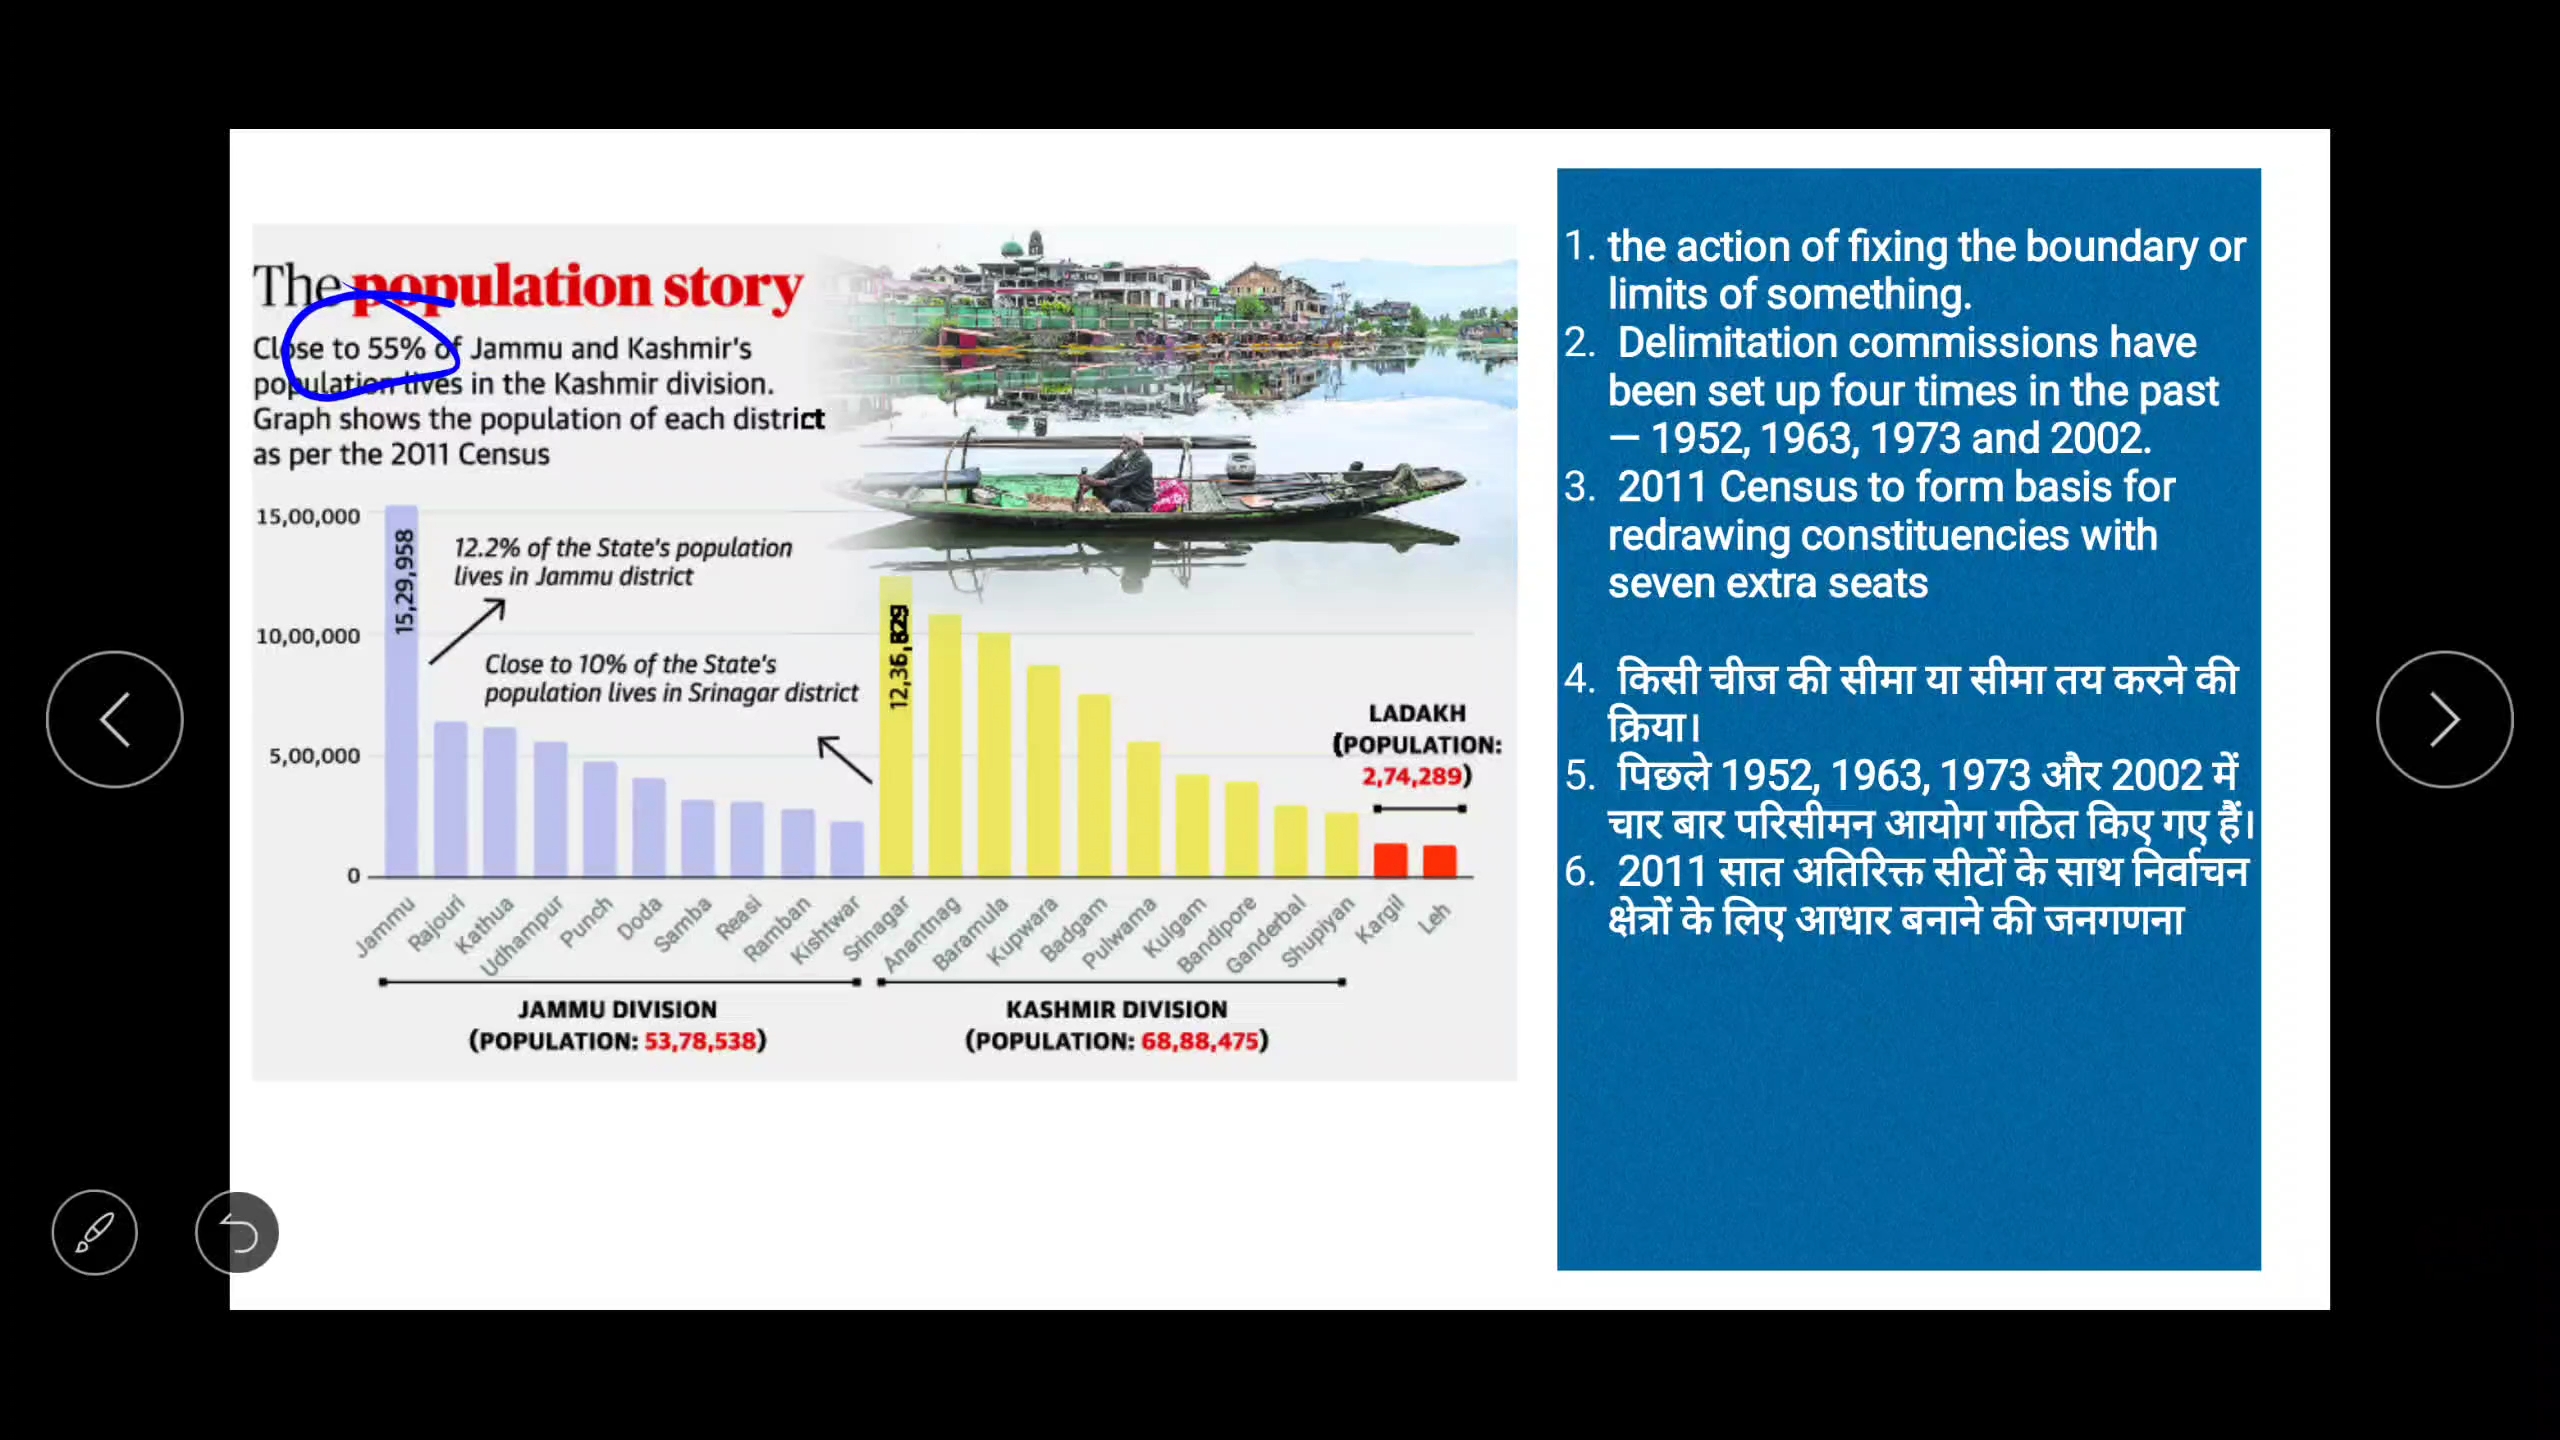 The population story
Close to 55% of Jammu and Kashmir's
population lives in the Kashmir division.
Graph shows the population of each district
as per the 2011 Census
15,00,000
10,00,000
5,00,000
0
15,29,958
12.2% of the State's population
lives in Jammu district
Close to 10% of the State's
population lives in Srinagar district
LADAKH
(POPULATION:
2,74,289)
Jammu
Rajouri
Kathua
Udhampur
Punch
Doda
Samba
Reasi
Ramban
Kishtwar
Srinagar
Anantnag
Baramula
Kupwara
Badgam
Pulwama
Kulgam
Bandipore
Ganderbal
Shupiyan
Kargil
Leh
JAMMU DIVISION
(POPULATION: 53,78,538)
KASHMIR DIVISION
(POPULATION: 68,88,475)
1. the action of fixing the boundary or
limits of something.
2. Delimitation commissions have
been set up four times in the past
— 1952, 1963, 1973 and 2002.
3. 2011 Census to form basis for
redrawing constituencies with
seven extra seats
4. किसी चीज की सीमा या सीमा तय करने की
क्रिया।
5. पिछले 1952, 1963, 1973 और 2002 में
चार बार परिसीमन आयोग गठित किए गए हैं।
6. 2011 सात अतिरिक्त सीटों के साथ निर्वाचन
क्षेत्रों के लिए आधार बनाने की जनगणना